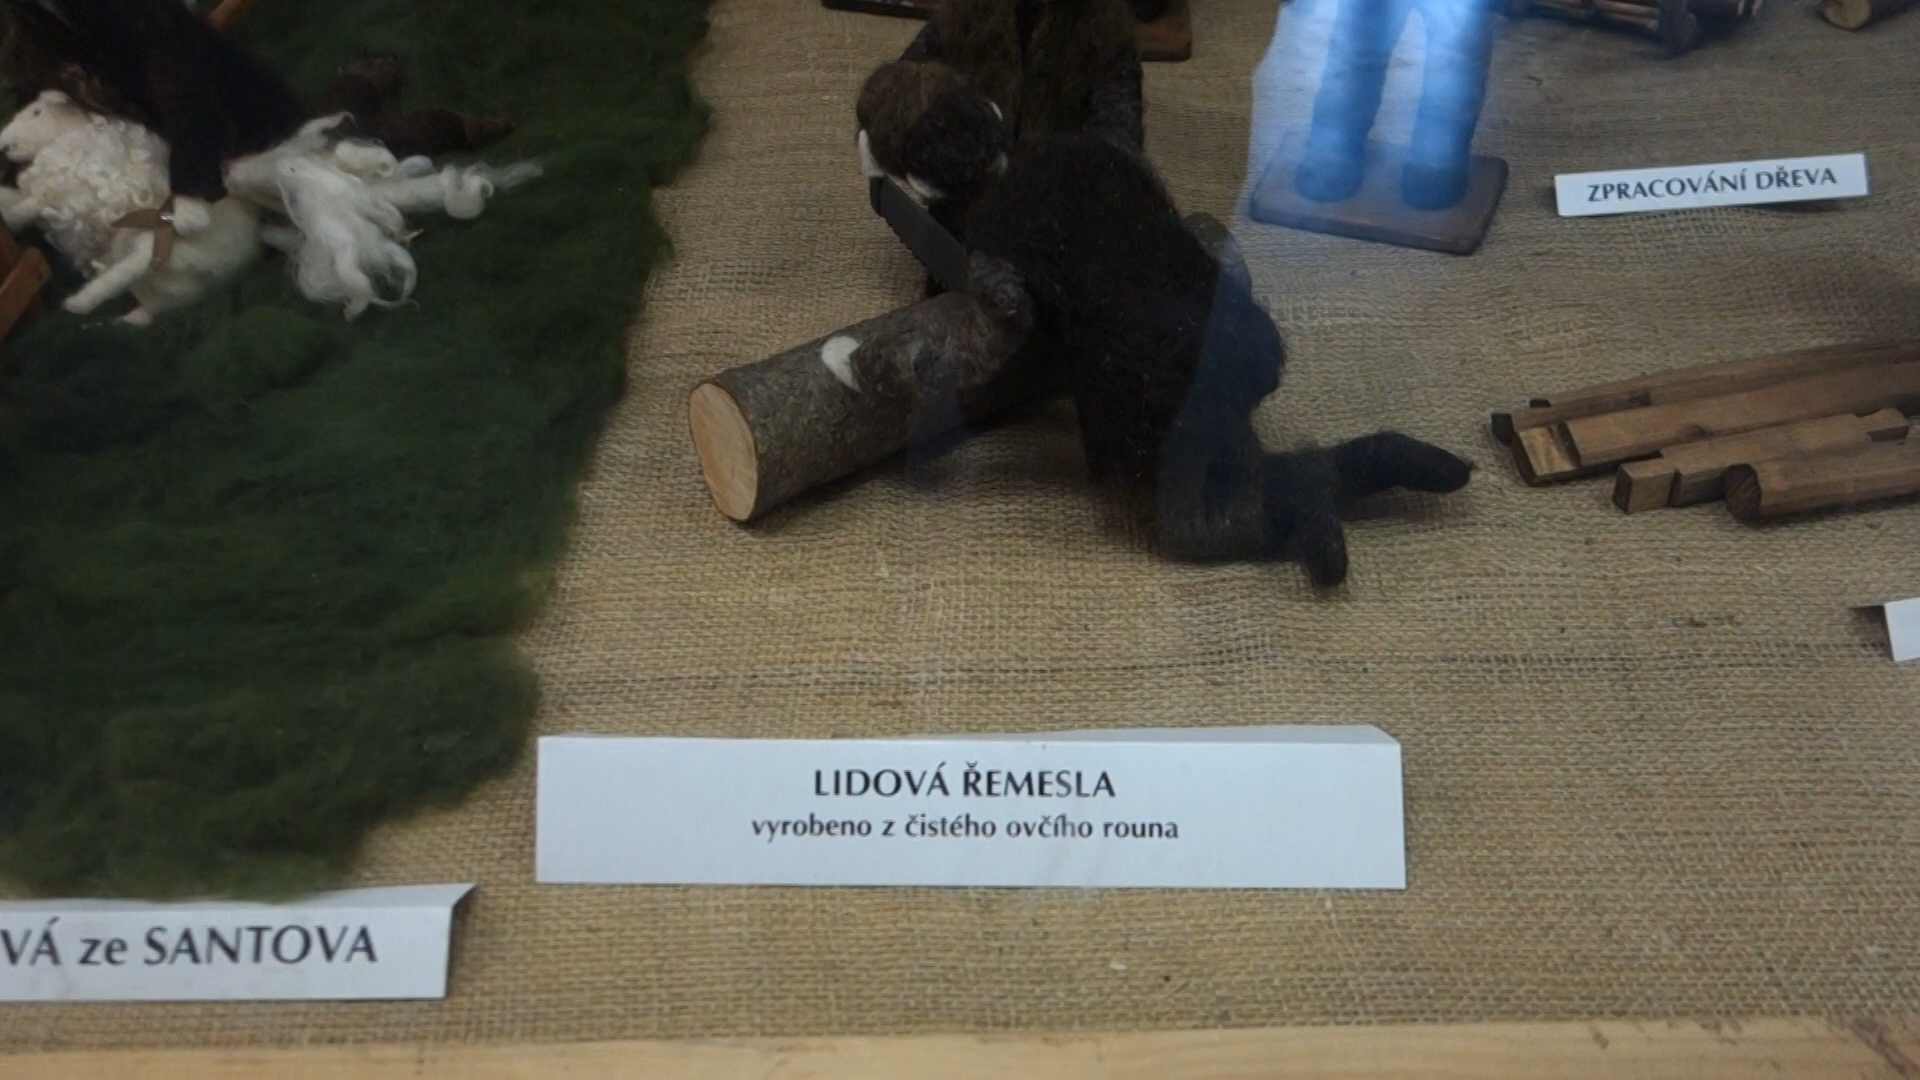 ZPRACOVÁNÍ DŘEVA
LIDOVÁ ŘEMESLA
vyrobeno z čistého ovčího rouna
VÁ ze SANTOVA